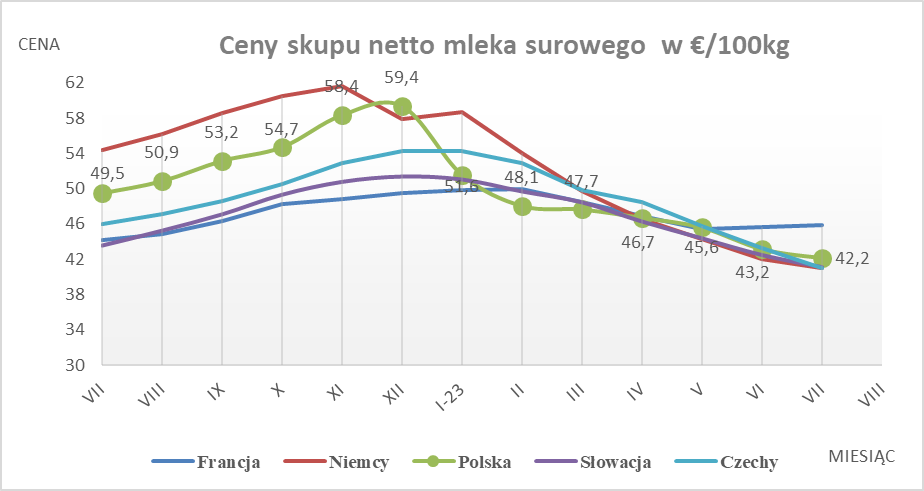 CENA
Ceny skupu netto mleka surowego w €/100kg
62
58
54
50
46
42
38
34
30
49,5
50,9
53,2
54,7
58,4
59,4
51,6
48,1
47,7
46,7
45,6
43,2
42,2
VII
VIII
IX
X
XI
XII
I-23
II
III
IV
V
VI
VII
VIII
Francja
Niemcy
Polska
Słowacja
Czechy
MIESIĄC